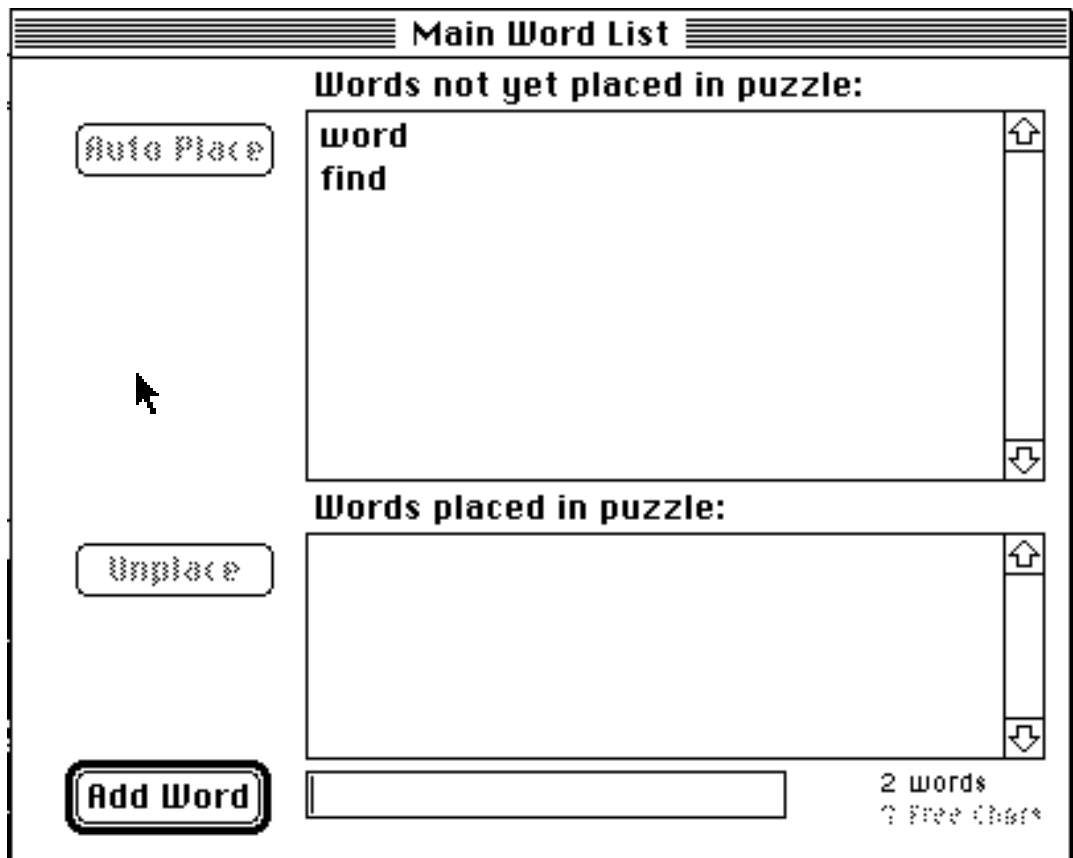 Main Word List
Words not yet placed in puzzle:
Auto Place
word
find
Words placed in puzzle:
Unplace
Add Word
2 words
? Free Chars